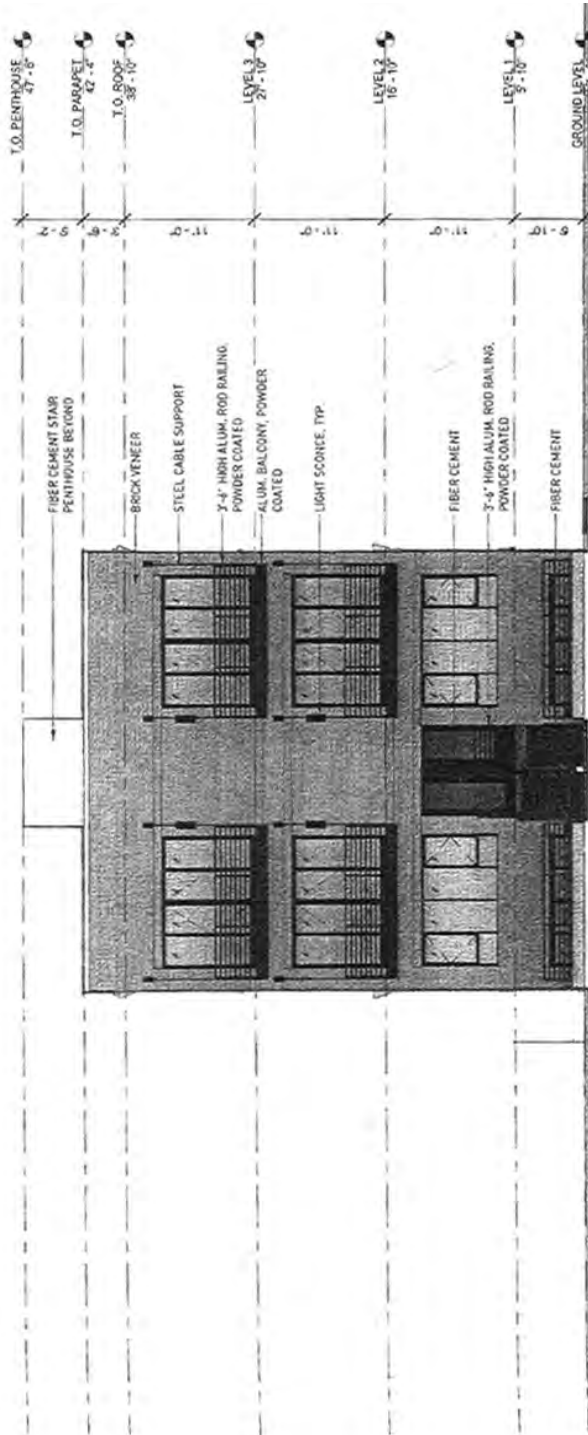 T.O. PENTHOUSE
47' - 6"
T.O. PARAPET
42' - 4"
T.O. ROOF
38' - 10"
LEVEL 3
27' - 10"
LEVEL 2
16' - 10"
LEVEL 1
5' - 10"
GROUND LEVEL
5' - 2"
3' - 6"
11' - 0"
11' - 0"
11' - 0"
5' - 10"
FIBER CEMENT STAIR
PENTHOUSE BEYOND
BRICK VENEER
STEEL CABLE SUPPORT
3'-6" HIGH ALUM. ROD RAILING,
POWDER COATED
ALUM. BALCONY, POWDER
COATED
LIGHT SCONCE, TYP.
FIBER CEMENT
3'-6" HIGH ALUM. ROD RAILING,
POWDER COATED
FIBER CEMENT